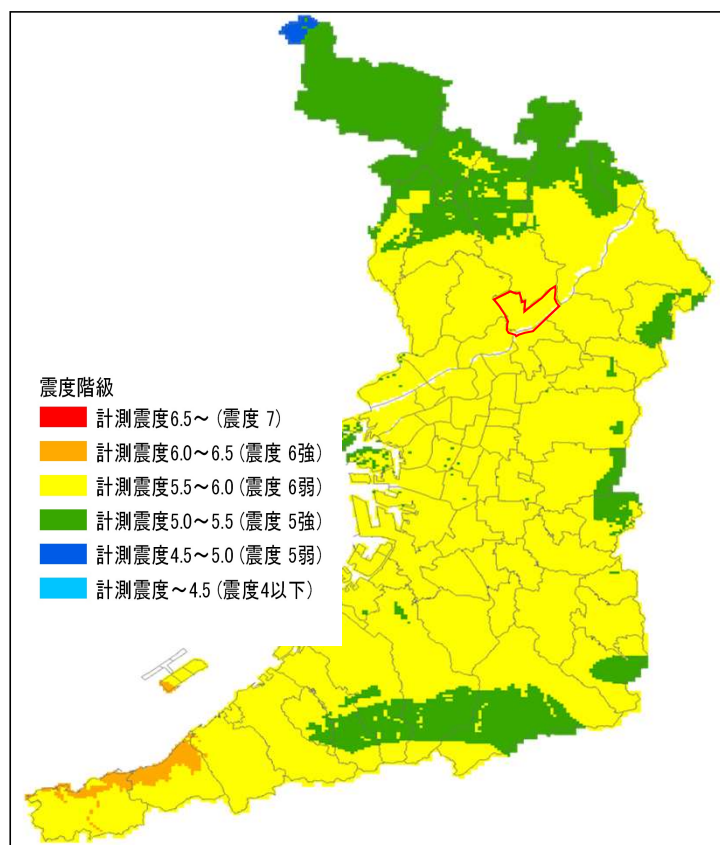 震度階級
計測震度6.5～ (震度 7)
計測震度6.0～6.5 (震度 6強)
計測震度5.5～6.0 (震度 6弱)
計測震度5.0～5.5 (震度 5強)
計測震度4.5～5.0 (震度 5弱)
計測震度～4.5 (震度4以下)